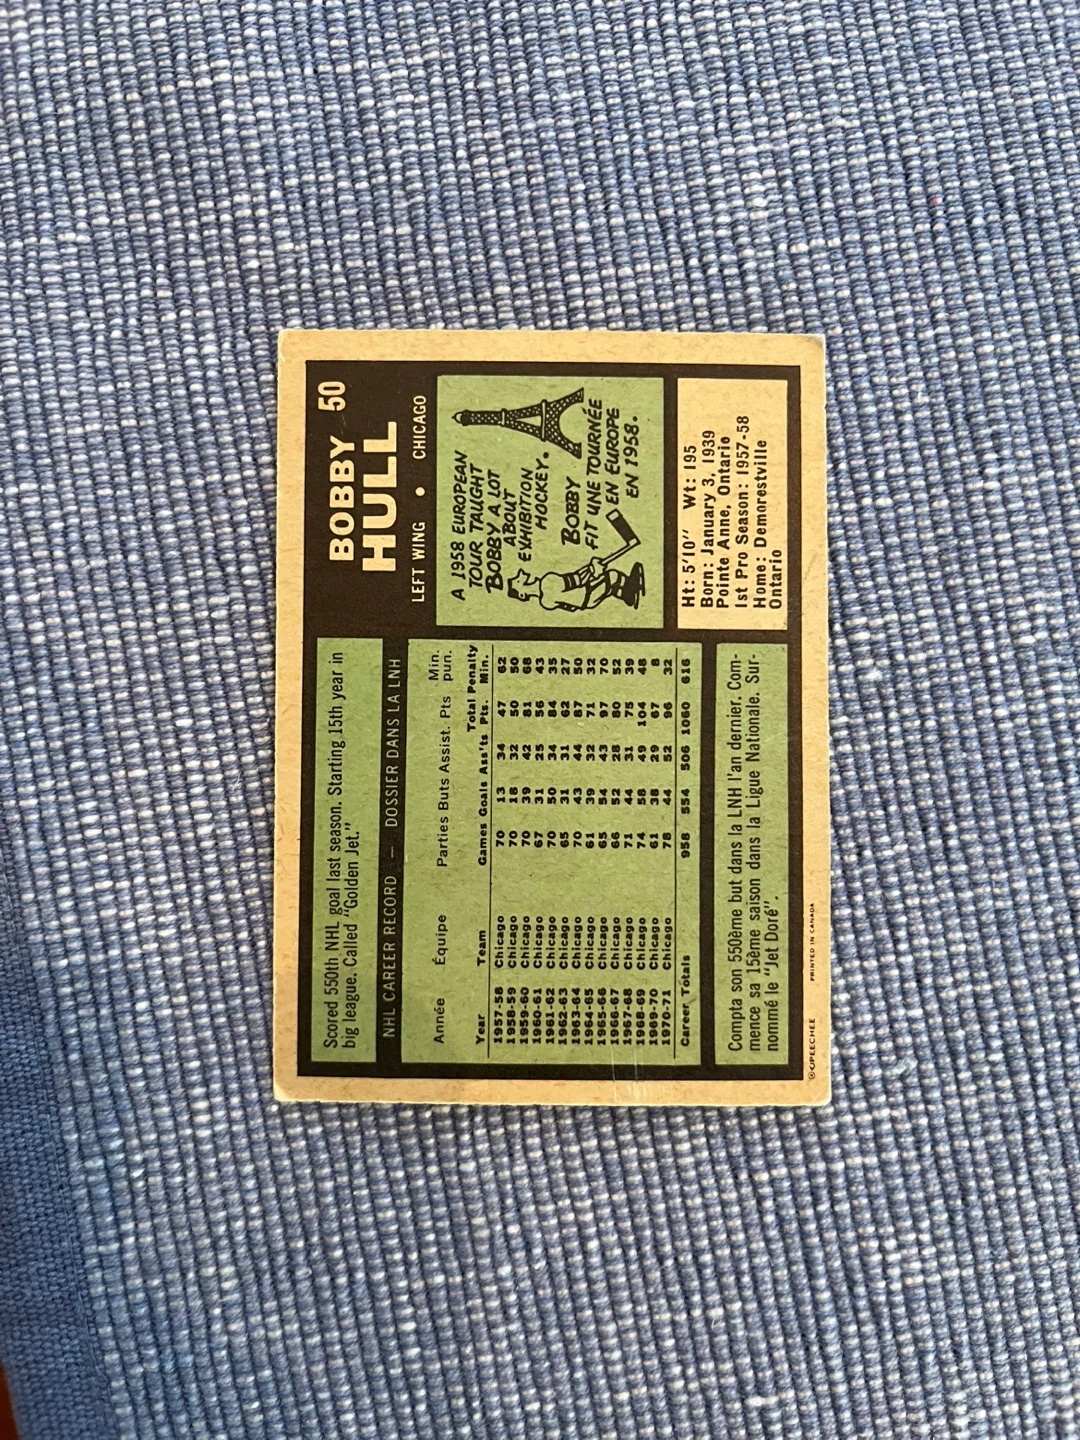 Scored 550th NHL goal last season. Starting 15th year in
big league. Called "Golden Jet."
BOBBY 50
HULL
LEFT WING • CHICAGO
NHL CAREER RECORD — DOSSIER DANS LA LNH
Année Équipe Parties Buts Assist. Pts Min. pun.
Year Team Games Goals Ass'ts Total Pts. Penalty Min.
1957-58 Chicago 70 13 34 47 62
1958-59 Chicago 70 18 32 50 50
1959-60 Chicago 70 39 42 81 68
1960-61 Chicago 67 31 25 56 43
1961-62 Chicago 70 50 34 84 35
1962-63 Chicago 65 31 31 62 27
1963-64 Chicago 70 43 44 87 50
1964-65 Chicago 61 39 32 71 32
1965-66 Chicago 65 54 43 97 70
1966-67 Chicago 66 52 28 80 52
1967-68 Chicago 71 44 31 75 39
1968-69 Chicago 74 58 49 104 48
1969-70 Chicago 61 38 29 67 8
1970-71 Chicago 78 44 52 96 32
Career Totals 958 554 506 1060 616
A 1958 EUROPEAN
TOUR TAUGHT
BOBBY A LOT
ABOUT
EXHIBITION
HOCKEY.
BOBBY
FIT UNE TOURNÉE
EN EUROPE
EN 1958.
Compta son 550ème but dans la LNH l'an dernier. Com-
mence sa 15ème saison dans la Ligue Nationale. Sur-
nommé le "Jet Doré".
Ht: 5'10" Wt: 195
Born: January 3, 1939
Pointe Anne, Ontario
1st Pro Season: 1957-58
Home: Demorestville
Ontario
©OPEECHEE PRINTED IN CANADA